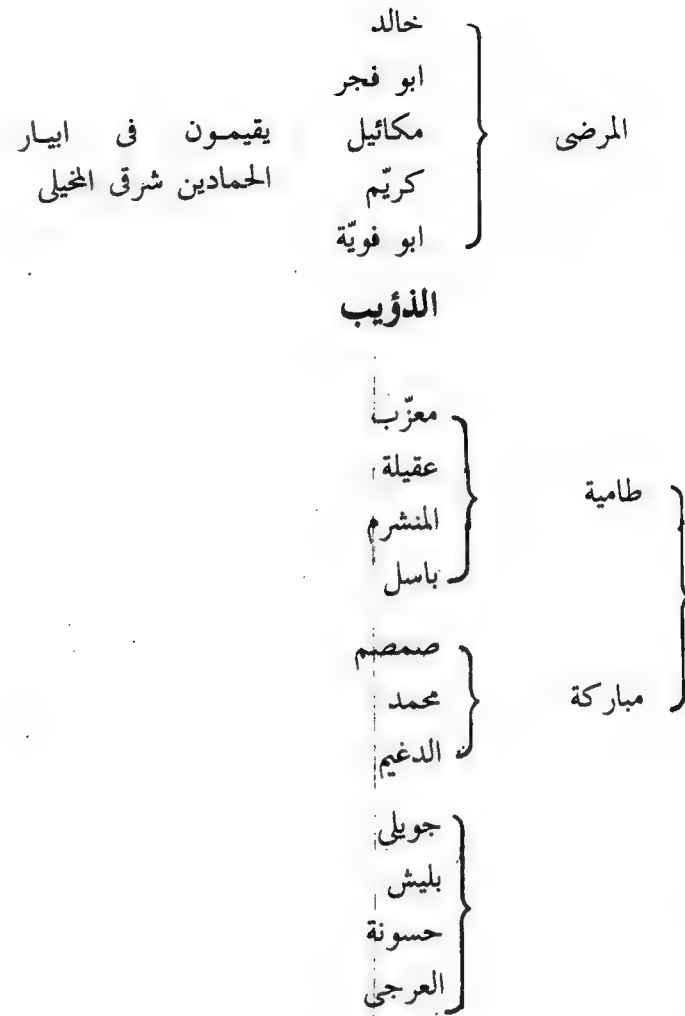 خالد
ابو فجر
المرضى مكائيل يقيمون فى ابيار
كريّم الحمادين شرقى المخيلى
ابو فويّة
الذؤيب
معزّب
طامية عقيلة
المنشرم
باسل
صمصم
مباركة محمد
الدغيم
جويلى
بليش
حسونة
العرجى